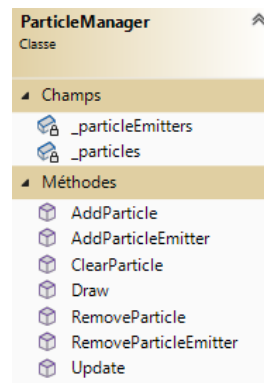 ParticleManager
Classe
Champs
_particleEmitters
_particles
Méthodes
AddParticle
AddParticleEmitter
ClearParticle
Draw
RemoveParticle
RemoveParticleEmitter
Update